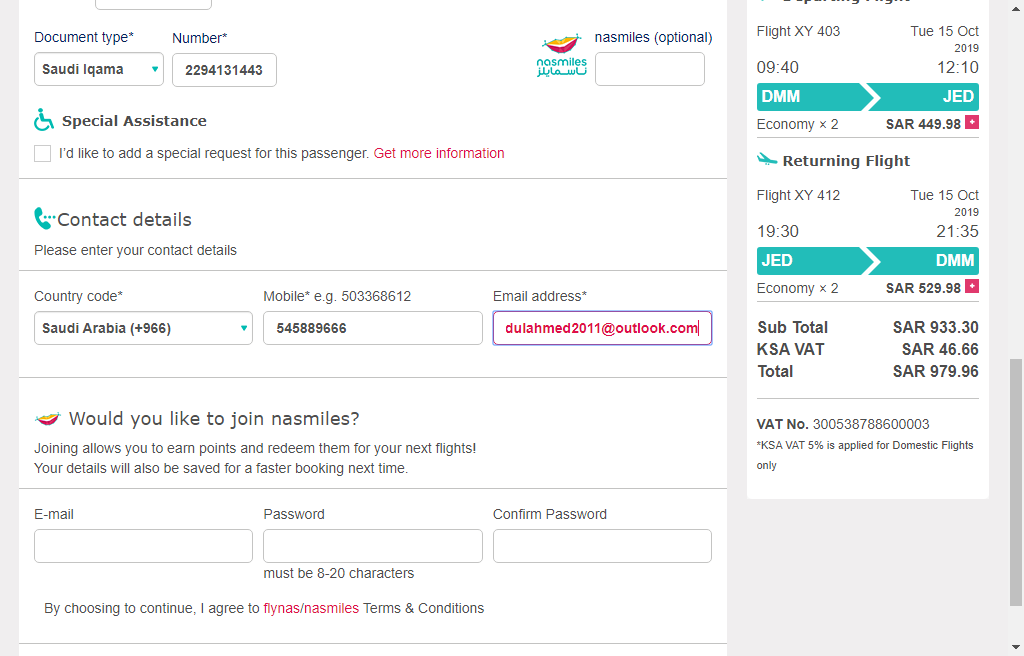 Document type*
Number*
nasmiles (optional)
Saudi Iqama
2294131443
nasmiles
ناسمايلز
Special Assistance
I'd like to add a special request for this passenger. Get more information
Contact details
Please enter your contact details
Country code*
Mobile* e.g. 503368612
Email address*
Saudi Arabia (+966)
545889666
dulahmed2011@outlook.com
Would you like to join nasmiles?
Joining allows you to earn points and redeem them for your next flights!
Your details will also be saved for a faster booking next time.
E-mail
Password
Confirm Password
must be 8-20 characters
By choosing to continue, I agree to flynas/nasmiles Terms & Conditions
Departing Flight
Flight XY 403
Tue 15 Oct
2019
09:40
12:10
DMM
JED
Economy × 2
SAR 449.98 +
Returning Flight
Flight XY 412
Tue 15 Oct
2019
19:30
21:35
JED
DMM
Economy × 2
SAR 529.98 +
Sub Total
SAR 933.30
KSA VAT
SAR 46.66
Total
SAR 979.96
VAT No. 300538788600003
*KSA VAT 5% is applied for Domestic Flights
only